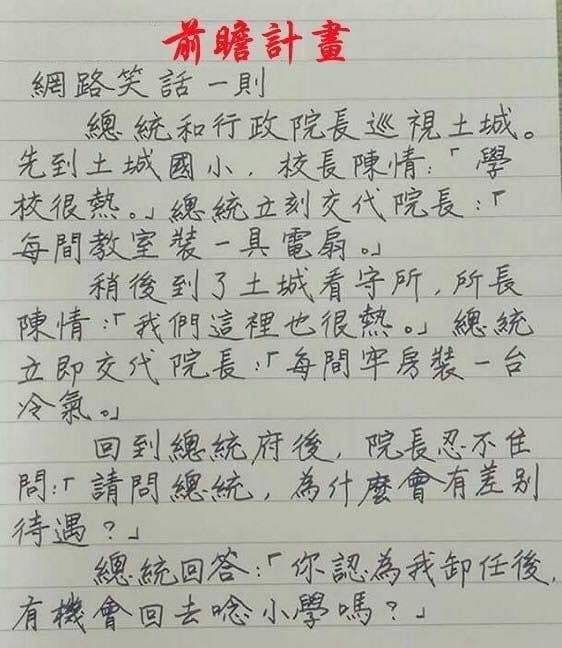 前瞻計畫
網路笑話一則
總統和行政院長巡視土城。
先到土城國小，校長陳情：「學
校很熱。」總統立刻交代院長：「
每間教室裝一具電扇。」
稍後到了土城看守所，所長
陳情：「我們這裡也很熱。」總統
立即交代院長：「每間牢房裝一台
冷氣。」
回到總統府後，院長忍不住
問：「請問總統，為什麼會有差別
待遇？」
總統回答：「你認為我卸任後，
有機會回去唸小學嗎？」